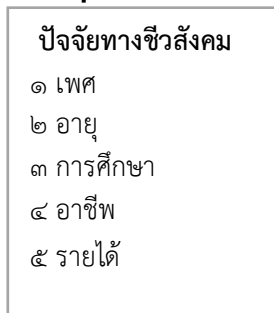 ปัจจัยทางชีวสังคม
๑ เพศ
๒ อายุ
๓ การศึกษา
๔ อาชีพ
๕ รายได้